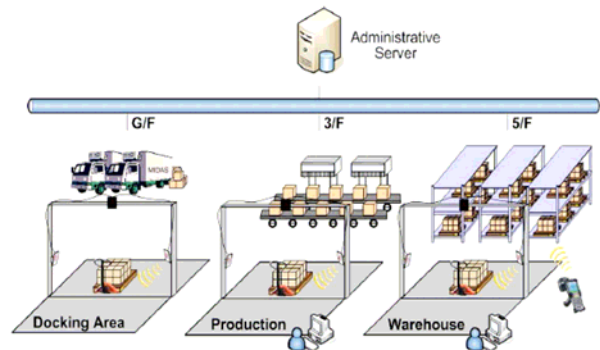 Administrative
Server
G/F
3/F
5/F
MIDAS
Docking Area
Production
Warehouse